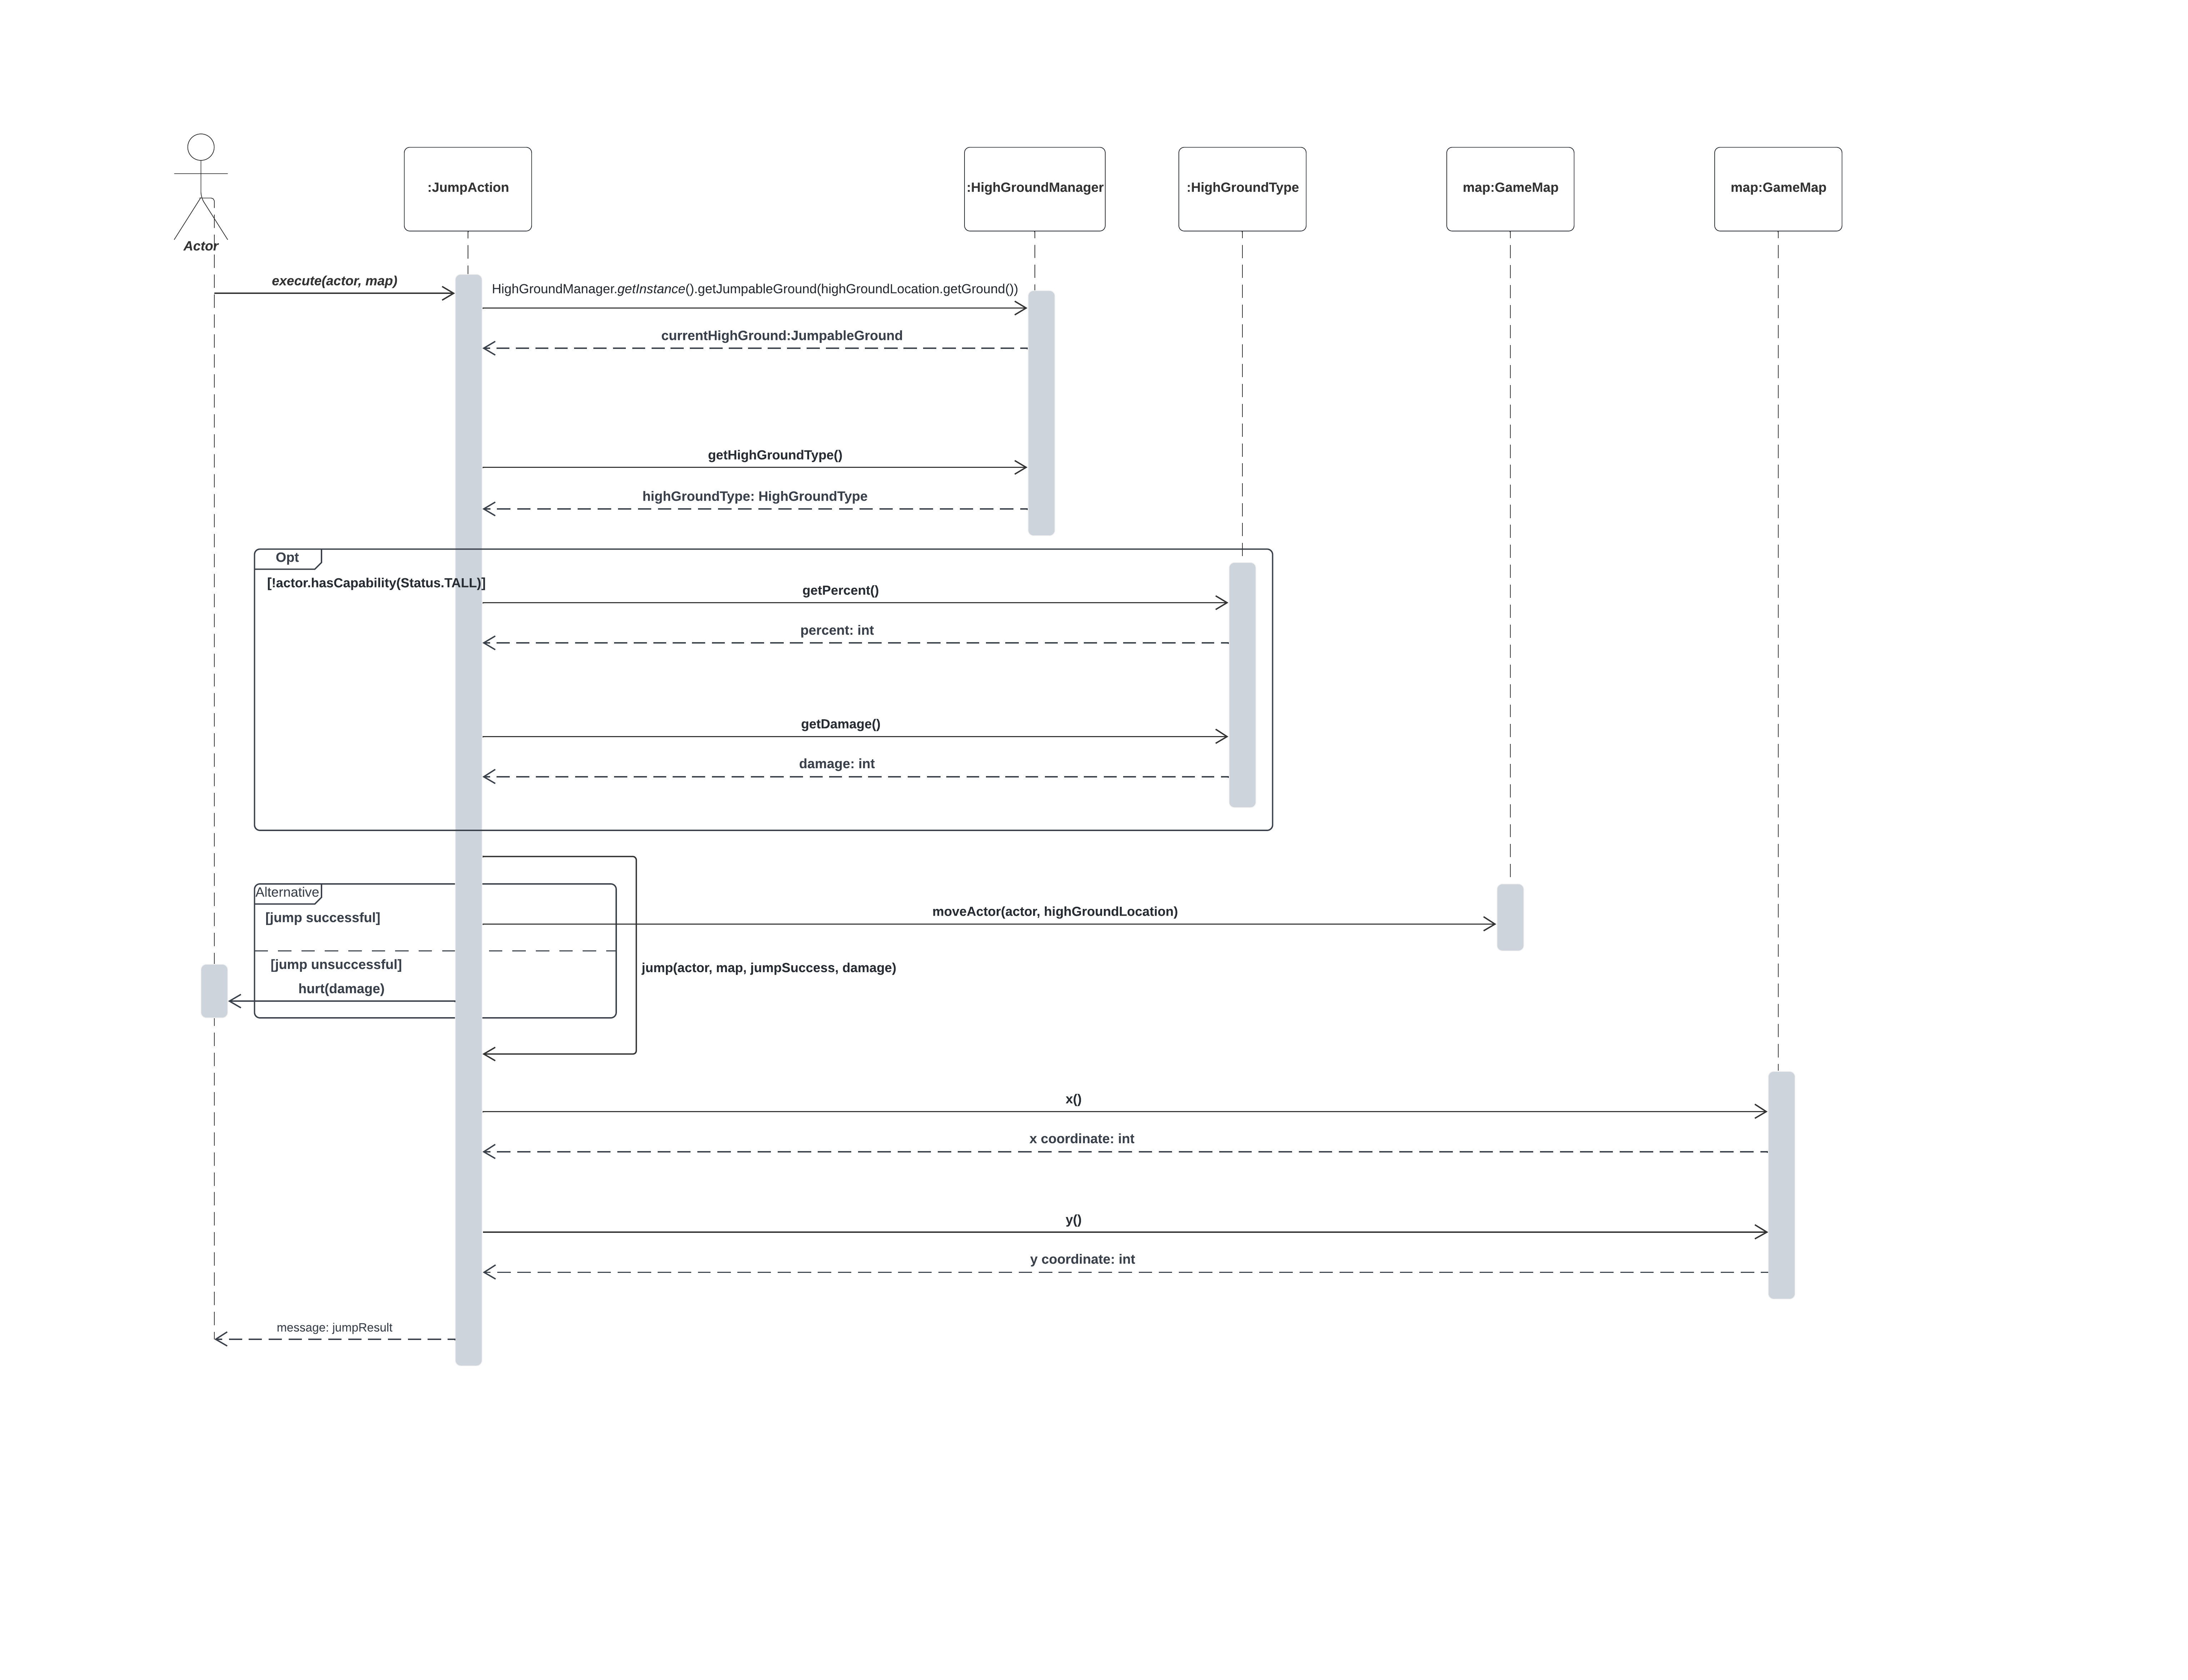 :JumpAction
:HighGroundManager
:HighGroundType
map:GameMap
map:GameMap
Actor
execute(actor, map)
HighGroundManager.getInstance().getJumpableGround(highGroundLocation.getGround())
currentHighGround:JumpableGround
getHighGroundType()
highGroundType: HighGroundType
Opt
[!actor.hasCapability(Status.TALL)]
getPercent()
percent: int
getDamage()
damage: int
Alternative
[jump successful]
moveActor(actor, highGroundLocation)
[jump unsuccessful]
jump(actor, map, jumpSuccess, damage)
hurt(damage)
x()
x coordinate: int
y()
y coordinate: int
message: jumpResult